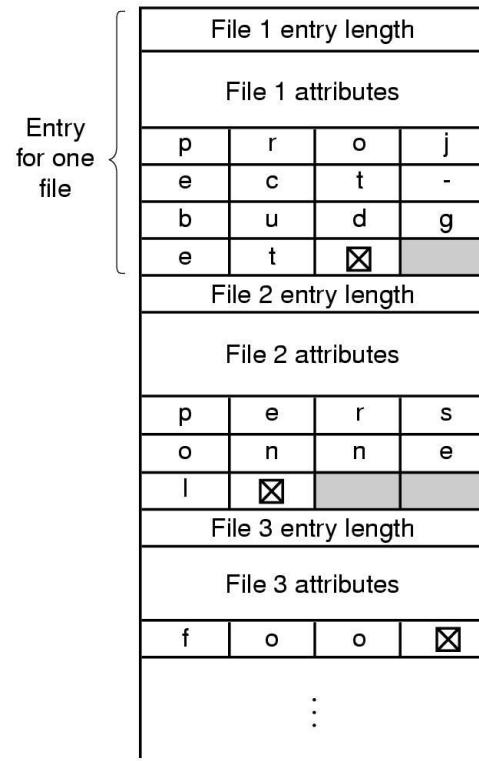 File 1 entry length
File 1 attributes
Entry
for one
file
p r o j
e c t -
b u d g
e t
File 2 entry length
File 2 attributes
p e r s
o n n e
l
File 3 entry length
File 3 attributes
f o o